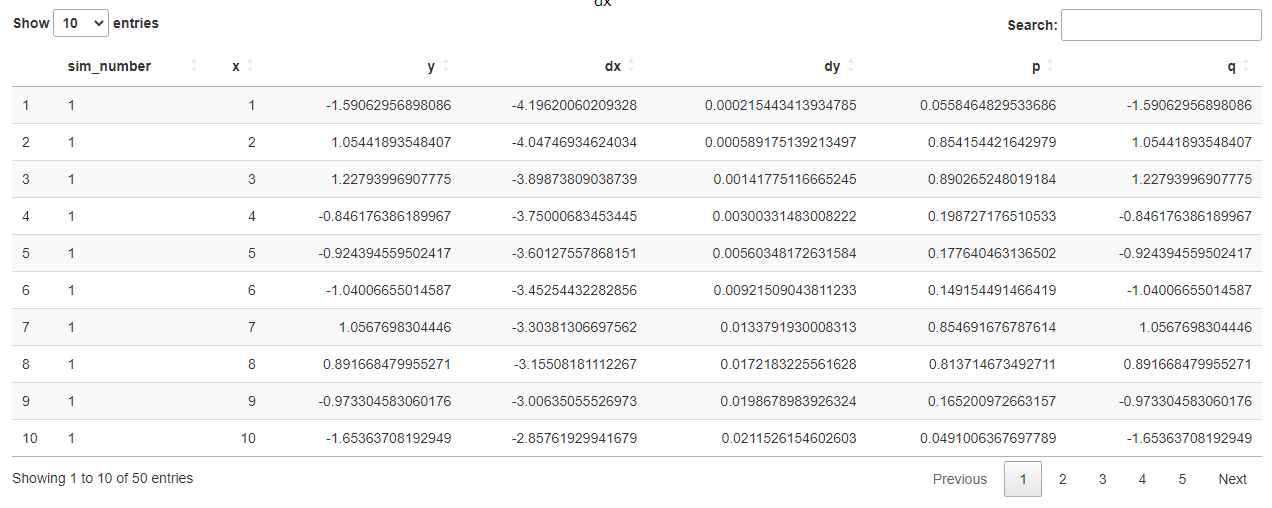 dx
Show 10 entries Search:
sim_number x y dx dy p q
1 1 1 -1.59062956898086 -4.19620060209328 0.000215443413934785 0.0558464829533686 -1.59062956898086
2 1 2 1.05441893548407 -4.04746934624034 0.000589175139213497 0.854154421642979 1.05441893548407
3 1 3 1.22793996907775 -3.89873809038739 0.00141775116665245 0.890265248019184 1.22793996907775
4 1 4 -0.846176386189967 -3.75000683453445 0.00300331483008222 0.198727176510533 -0.846176386189967
5 1 5 -0.924394559502417 -3.60127557868151 0.00560348172631584 0.177640463136502 -0.924394559502417
6 1 6 -1.04006655014587 -3.45254432282856 0.00921509043811233 0.149154491466419 -1.04006655014587
7 1 7 1.0567698304446 -3.30381306697562 0.0133791930008313 0.854691676787614 1.0567698304446
8 1 8 0.891668479955271 -3.15508181112267 0.0172183225561628 0.813714673492711 0.891668479955271
9 1 9 -0.973304583060176 -3.00635055526973 0.0198678983926324 0.165200972663157 -0.973304583060176
10 1 10 -1.65363708192949 -2.85761929941679 0.0211526154602603 0.0491006367697789 -1.65363708192949
Showing 1 to 10 of 50 entries Previous 1 2 3 4 5 Next